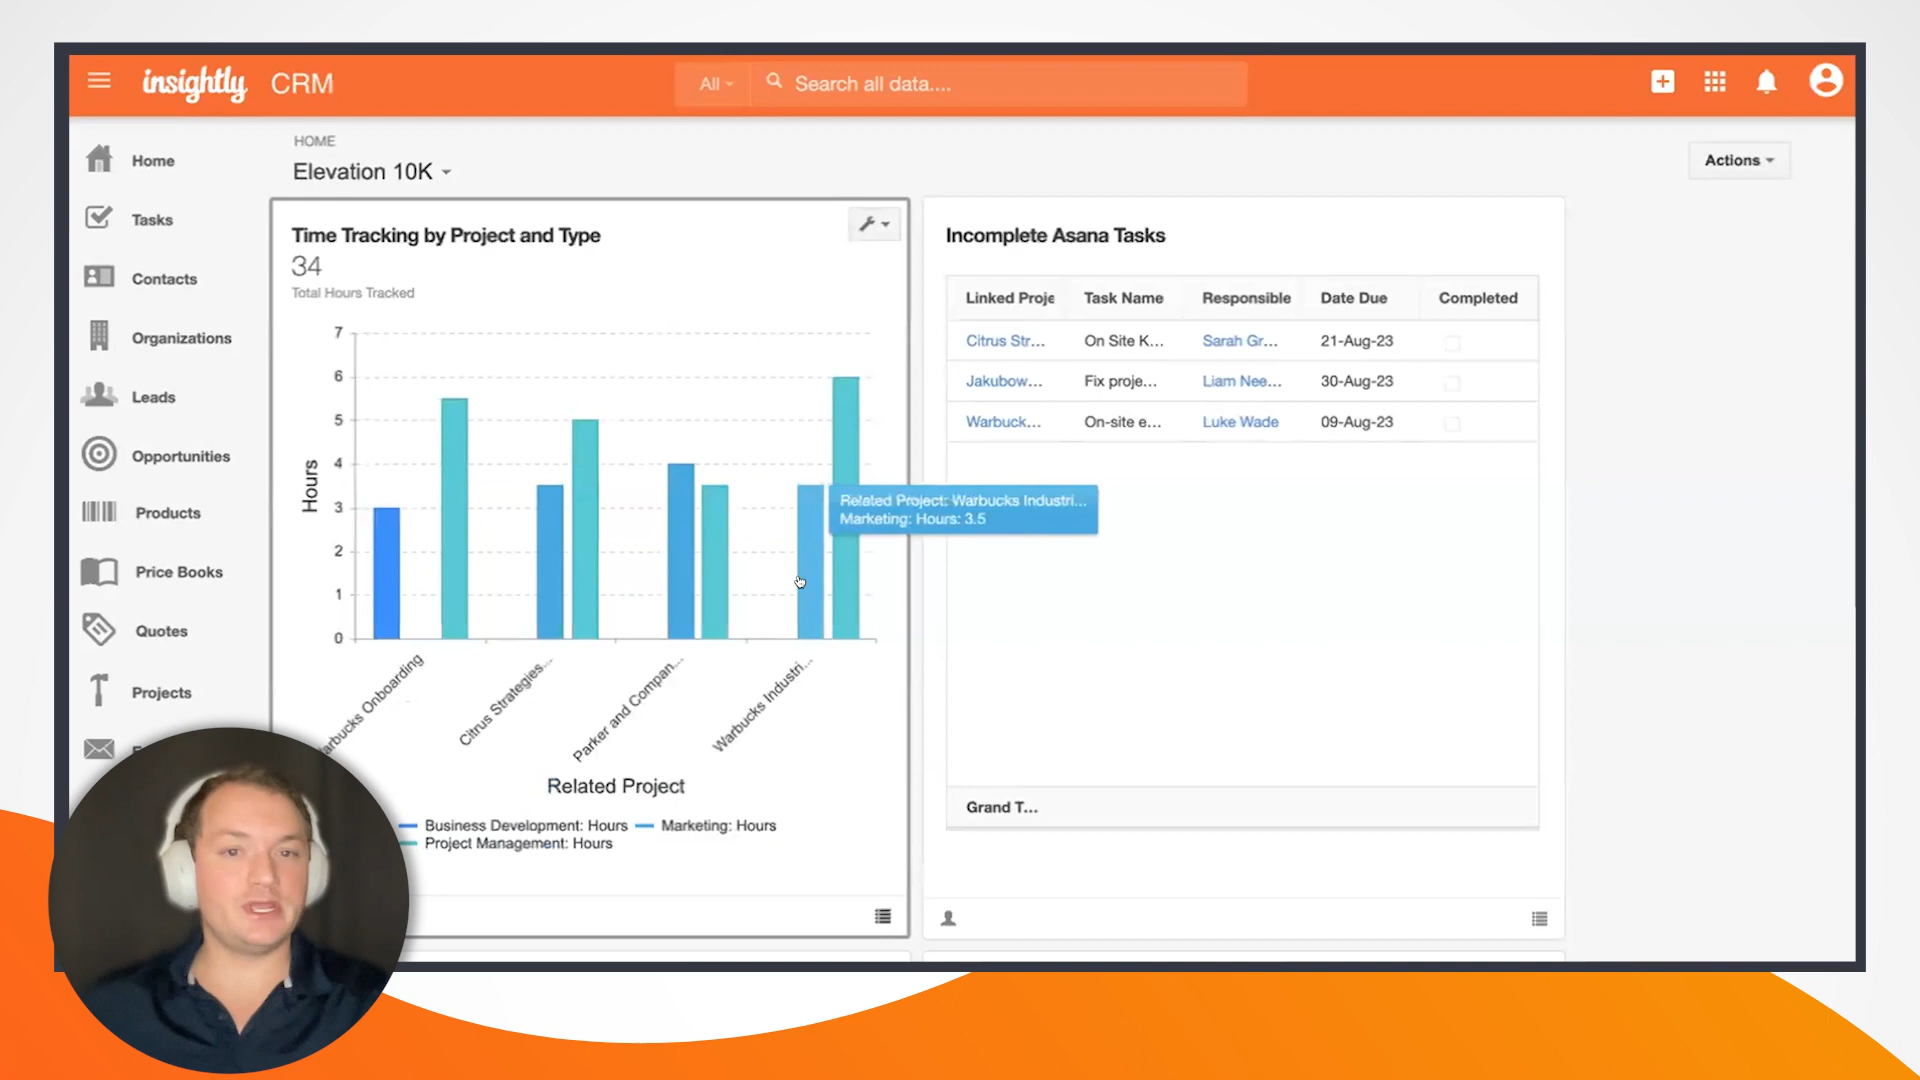 insightly CRM
All
Search all data....
Home
Tasks
Contacts
Organizations
Leads
Opportunities
Products
Price Books
Quotes
Projects
HOME
Elevation 10K
Actions
Time Tracking by Project and Type
34
Total Hours Tracked
7
6
5
4
3
2
1
0
Hours
arbucks Onboarding
Citrus Strategies...
Parker and Compan...
Warbucks Industri...
Related Project
Business Development: Hours
Marketing: Hours
Project Management: Hours
Related Project: Warbucks Industri...
Marketing: Hours: 3.5
Incomplete Asana Tasks
Linked Proje Task Name Responsible Date Due Completed
Citrus Str... On Site K... Sarah Gr... 21-Aug-23
Jakubow... Fix proje... Liam Nee... 30-Aug-23
Warbuck... On-site e... Luke Wade 09-Aug-23
Grand T...